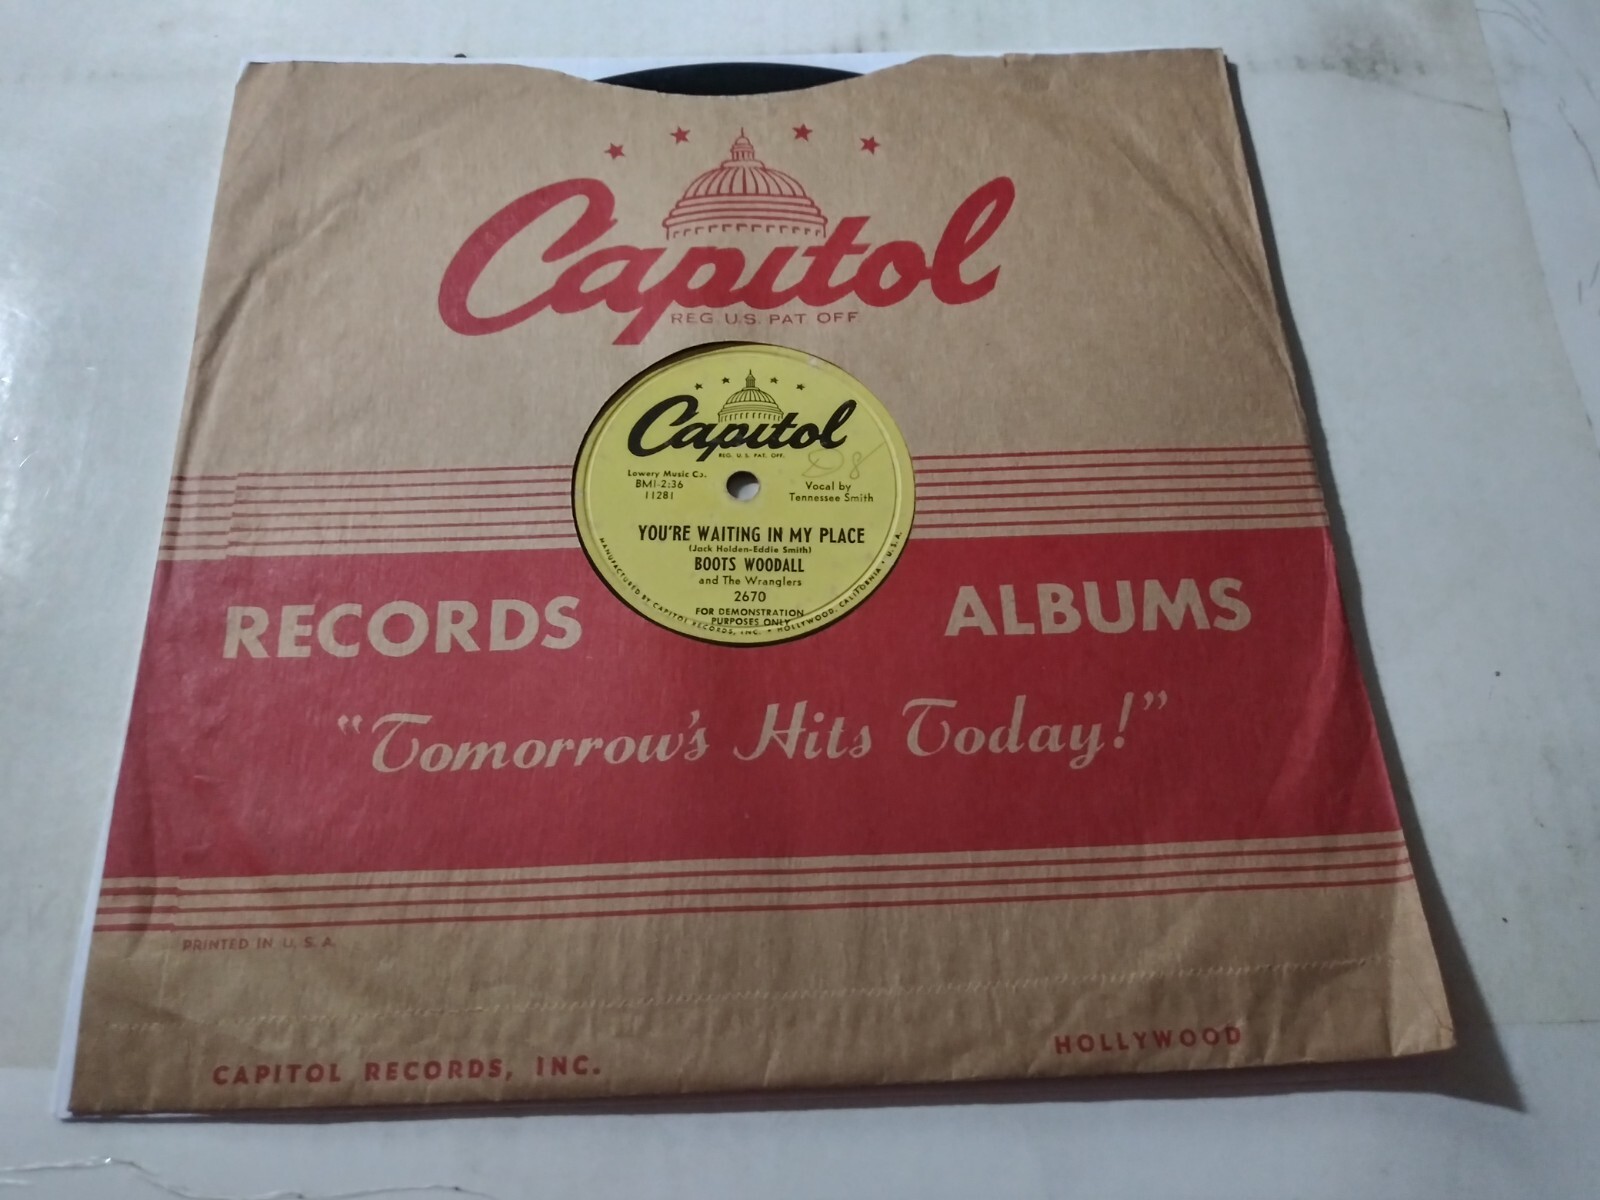 Capitol
REG. U.S. PAT. OFF
Capitol
REG. U.S. PAT. OFF.
Lowery Music Co.
BMI-2:36
11281
Vocal by
Tennessee Smith
YOU'RE WAITING IN MY PLACE
(Jack Holden-Eddie Smith)
BOOTS WOODALL
and The Wranglers
2670
FOR DEMONSTRATION
PURPOSES ONLY
MANUFACTURED BY CAPITOL RECORDS, INC. • HOLLYWOOD, CALIFORNIA • U.S.A.
RECORDS ALBUMS
"Tomorrow's Hits Today!"
PRINTED IN U. S. A.
CAPITOL RECORDS, INC. HOLLYWOOD